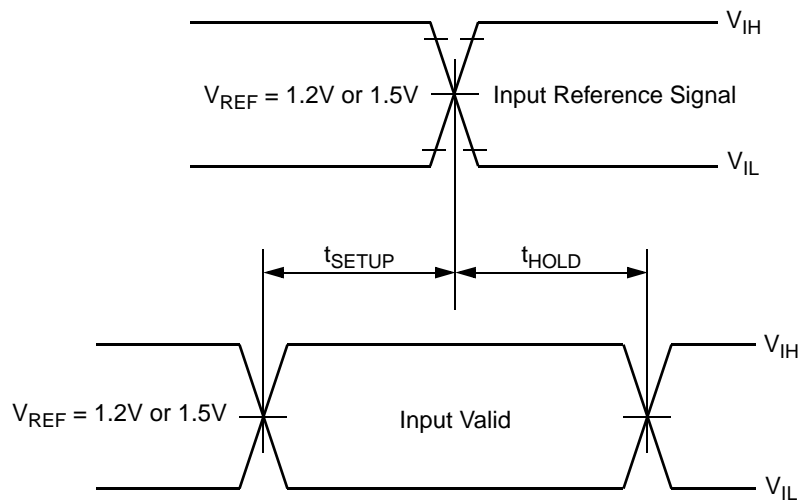 V_IH
V_REF = 1.2V or 1.5V
Input Reference Signal
V_IL
t_SETUP
t_HOLD
V_IH
V_REF = 1.2V or 1.5V
Input Valid
V_IL